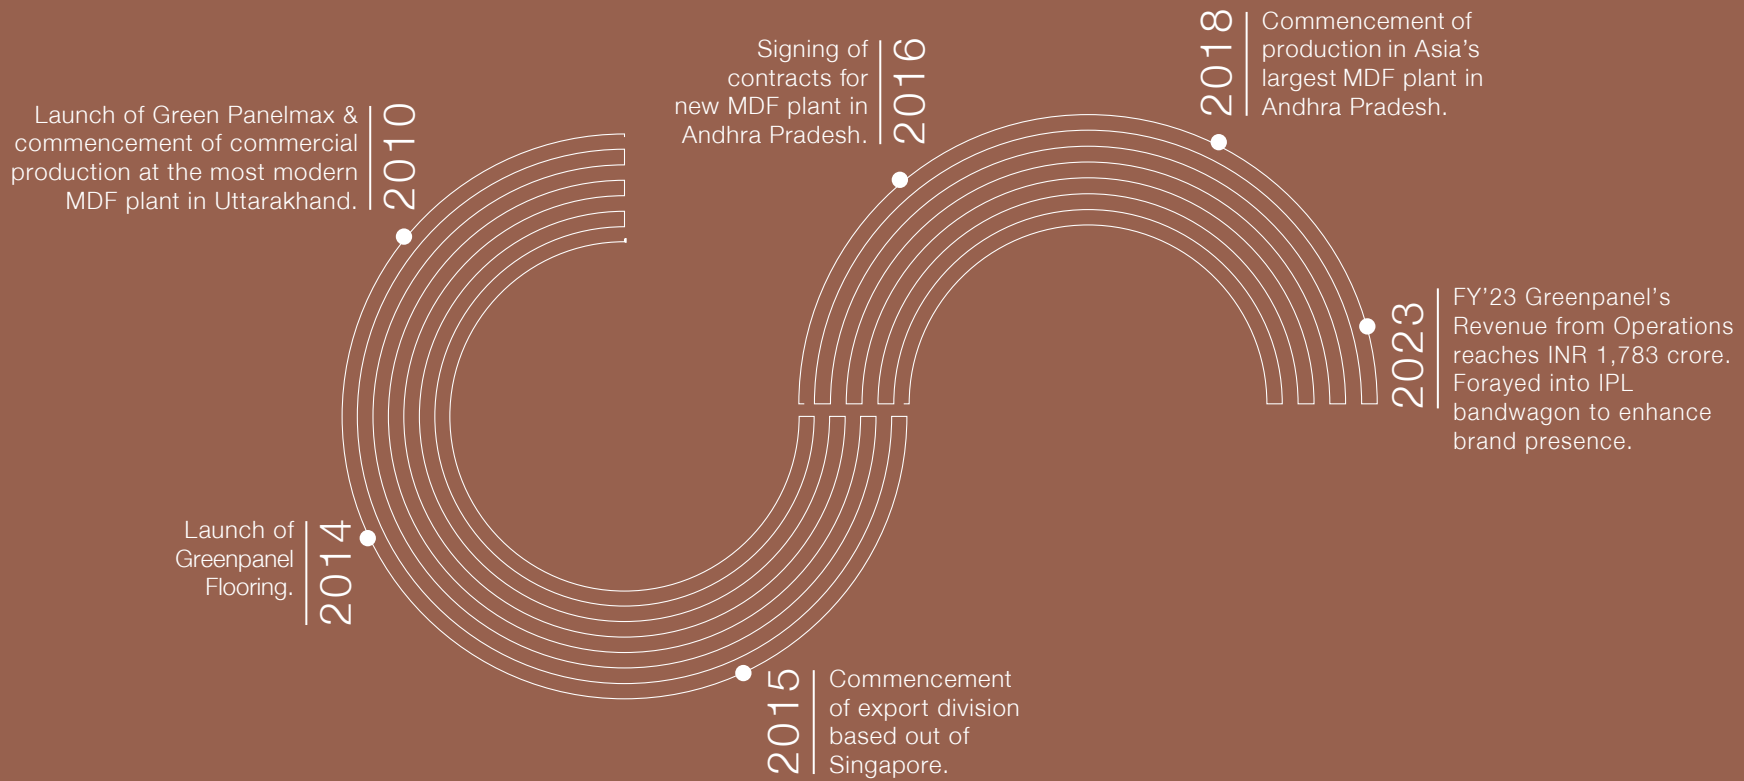 2010
Launch of Green Panelmax &
commencement of commercial
production at the most modern
MDF plant in Uttarakhand.
2014
Launch of
Greenpanel
Flooring.
2015
Commencement
of export division
based out of
Singapore.
2016
Signing of
contracts for
new MDF plant in
Andhra Pradesh.
2018
Commencement of
production in Asia’s
largest MDF plant in
Andhra Pradesh.
2023
FY’23 Greenpanel’s
Revenue from Operations
reaches INR 1,783 crore.
Forayed into IPL
bandwagon to enhance
brand presence.